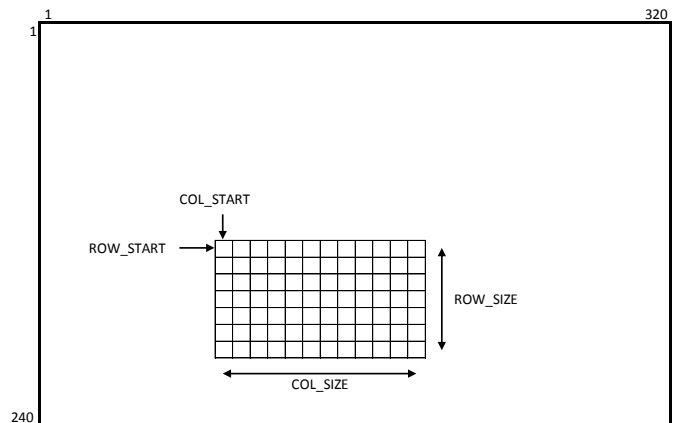 1
320
1
COL_START
ROW_START
ROW_SIZE
COL_SIZE
240